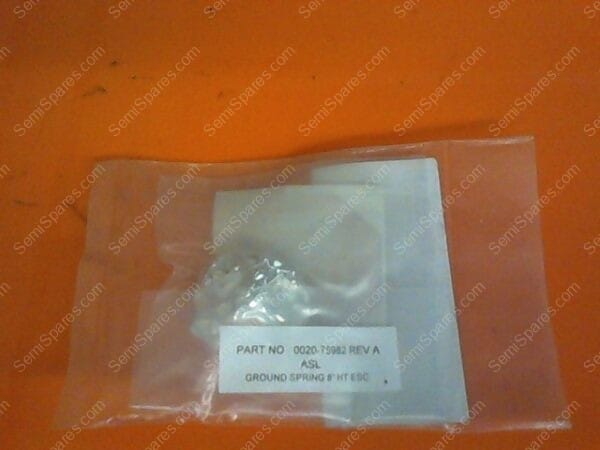 PART NO 0020-75982 REV A
ASL
GROUND SPRING 8" HT ESC
SemiSpares.com